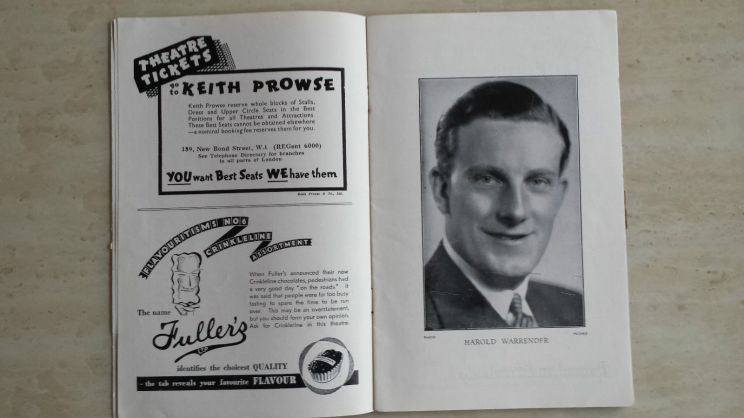 THEATRE
TICKETS
go
to KEITH PROWSE
Keith Prowse reserve whole blocks of Stalls,
Dress and Upper Circle Seats in the Best
Positions for all Theatres and Attractions.
These Best Seats cannot be obtained elsewhere
—a nominal booking fee reserves them for you.
159, New Bond Street, W.1 (REGent 6000)
See Telephone Directory for branches
in all parts of London
YOU want Best Seats WE have them
Keith Prowse & Co., Ltd.
FLAVOURITISMS NO 6
CRINKLELINE
ASSORTMENT
When Fuller's announced their new
Crinkleline chocolates, pedestrians had
a very good day "on the roads." It
was said that people were far too busy
tasting to spare the time to be run
over. This may be an overstatement,
but you should form your own opinion.
Ask for Crinkleline in this theatre
The name
Fuller's
LTD
identifies the choicest QUALITY
- the tab reveals your favourite FLAVOUR
HAROLD WARRENDER